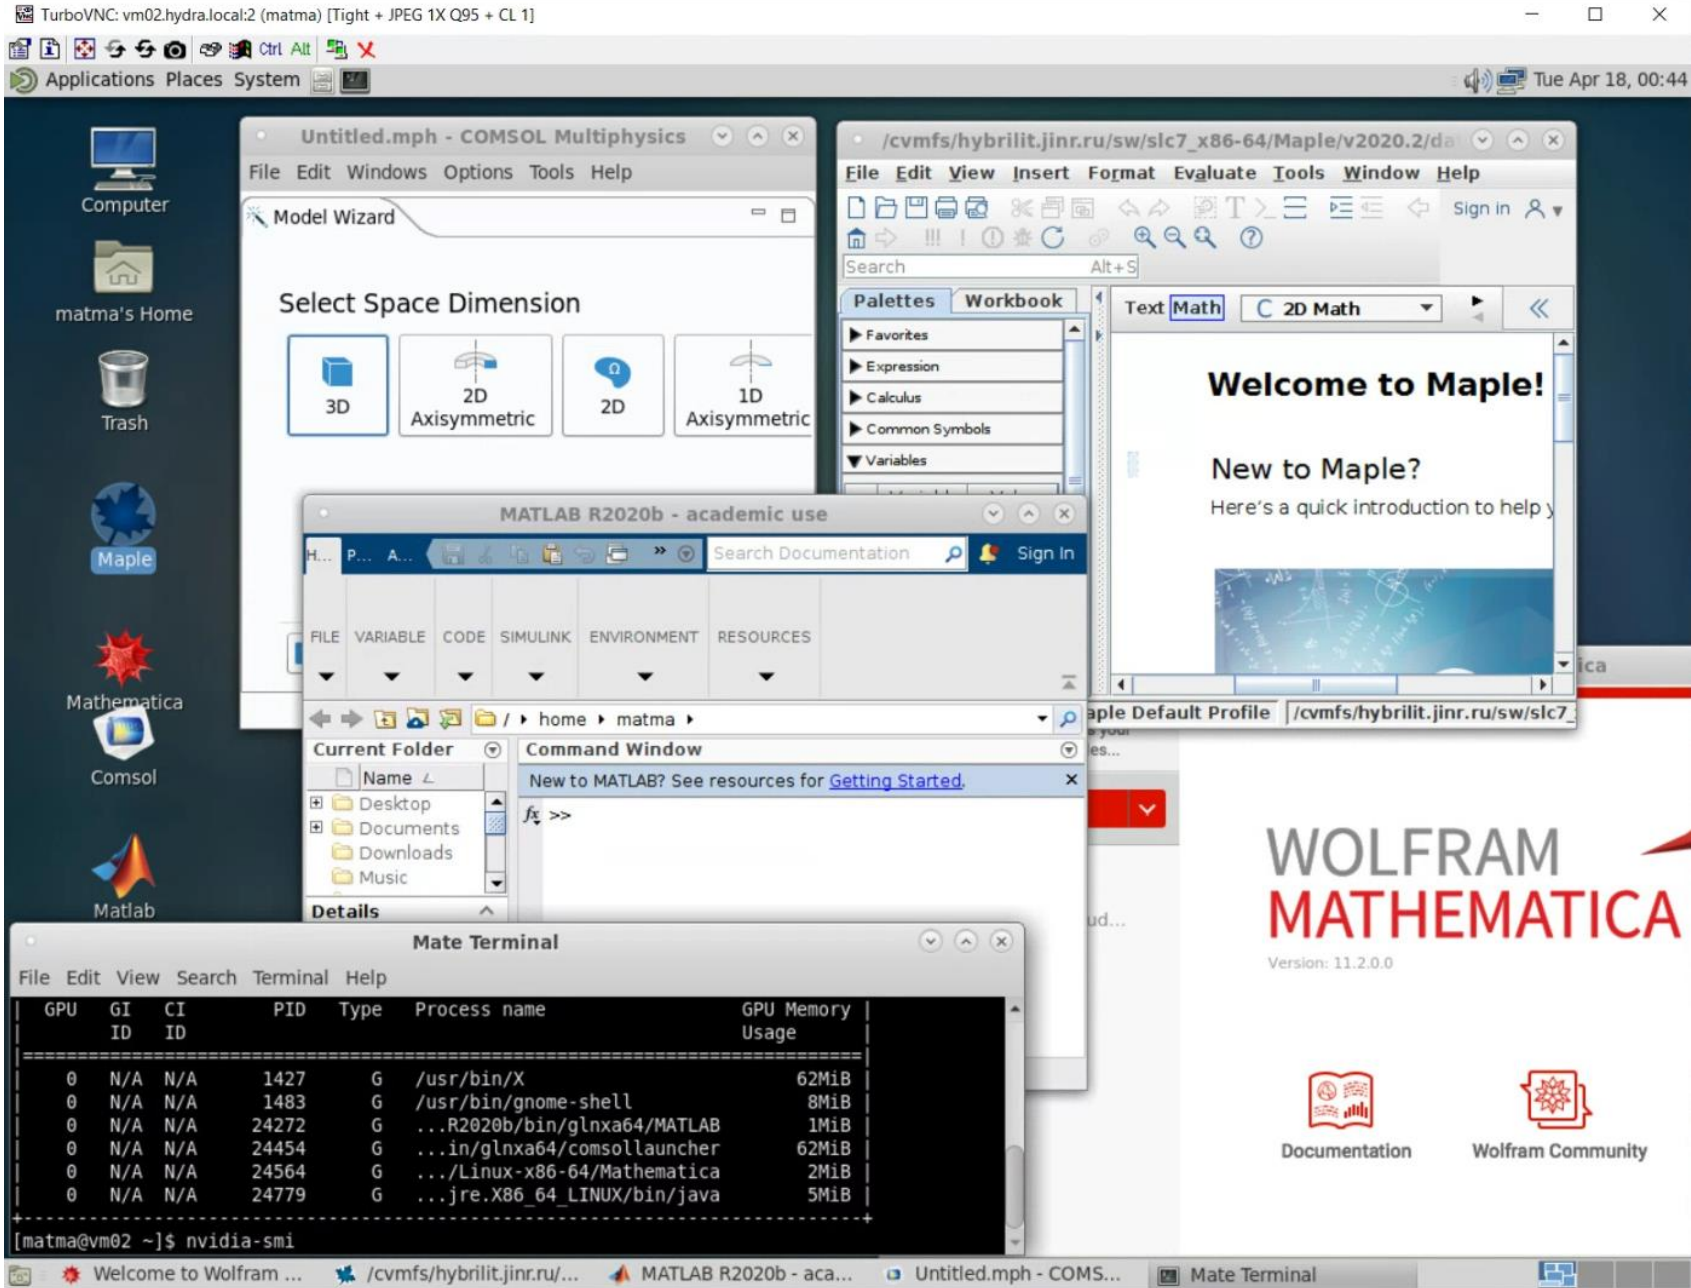 TurboVNC: vm02.hydra.local:2 (matma) [Tight + JPEG 1X Q95 + CL 1]
Ctrl Alt
Applications Places System
Tue Apr 18, 00:44
Computer
matma's Home
Trash
Maple
Mathematica
Comsol
Matlab
Untitled.mph - COMSOL Multiphysics
File Edit Windows Options Tools Help
Model Wizard
Select Space Dimension
3D
2D
Axisymmetric
2D
1D
Axisymmetric
/cvmfs/hybrilit.jinr.ru/sw/slc7_x86-64/Maple/v2020.2/da
File Edit View Insert Format Evaluate Tools Window Help
Sign in
Search Alt+S
Palettes Workbook
Text Math C 2D Math
Favorites
Expression
Calculus
Common Symbols
Variables
Welcome to Maple!
New to Maple?
Here's a quick introduction to help y
aple Default Profile /cvmfs/hybrilit.jinr.ru/sw/slc7_
MATLAB R2020b - academic use
H... P... A... Search Documentation Sign In
FILE VARIABLE CODE SIMULINK ENVIRONMENT RESOURCES
/ home matma
Current Folder
Name
Desktop
Documents
Downloads
Music
Details
Command Window
New to MATLAB? See resources for Getting Started.
fx >>
ica
es...
ud...
WOLFRAM
MATHEMATICA
Version: 11.2.0.0
Documentation
Wolfram Community
Mate Terminal
File Edit View Search Terminal Help
| GPU GI CI PID Type Process name GPU Memory |
| ID ID Usage |
|=============================================================================|
| 0 N/A N/A 1427 G /usr/bin/X 62MiB |
| 0 N/A N/A 1483 G /usr/bin/gnome-shell 8MiB |
| 0 N/A N/A 24272 G ...R2020b/bin/glnxa64/MATLAB 1MiB |
| 0 N/A N/A 24454 G ...in/glnxa64/comsollauncher 62MiB |
| 0 N/A N/A 24564 G .../Linux-x86-64/Mathematica 2MiB |
| 0 N/A N/A 24779 G ...jre.X86_64_LINUX/bin/java 5MiB |
+-----------------------------------------------------------------------------+
[matma@vm02 ~]$ nvidia-smi
Welcome to Wolfram ...
/cvmfs/hybrilit.jinr.ru/...
MATLAB R2020b - aca...
Untitled.mph - COMS...
Mate Terminal